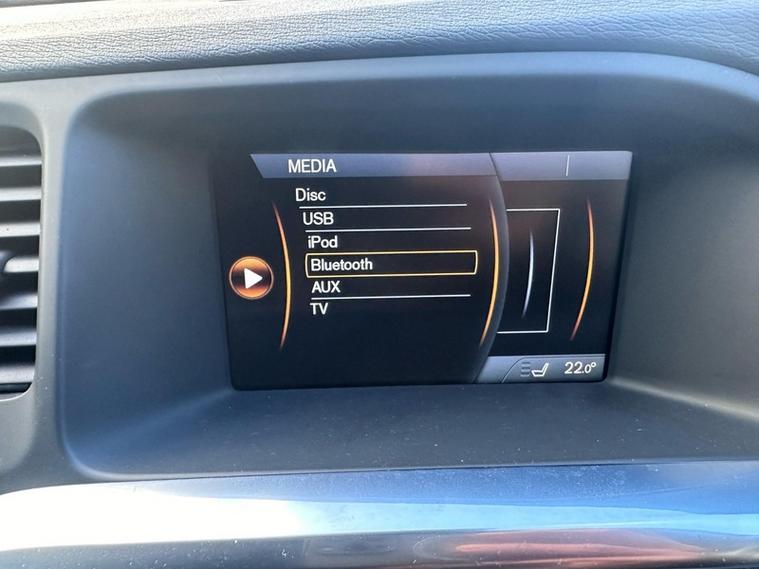 MEDIA
Disc
USB
iPod
Bluetooth
AUX
TV
22.0°